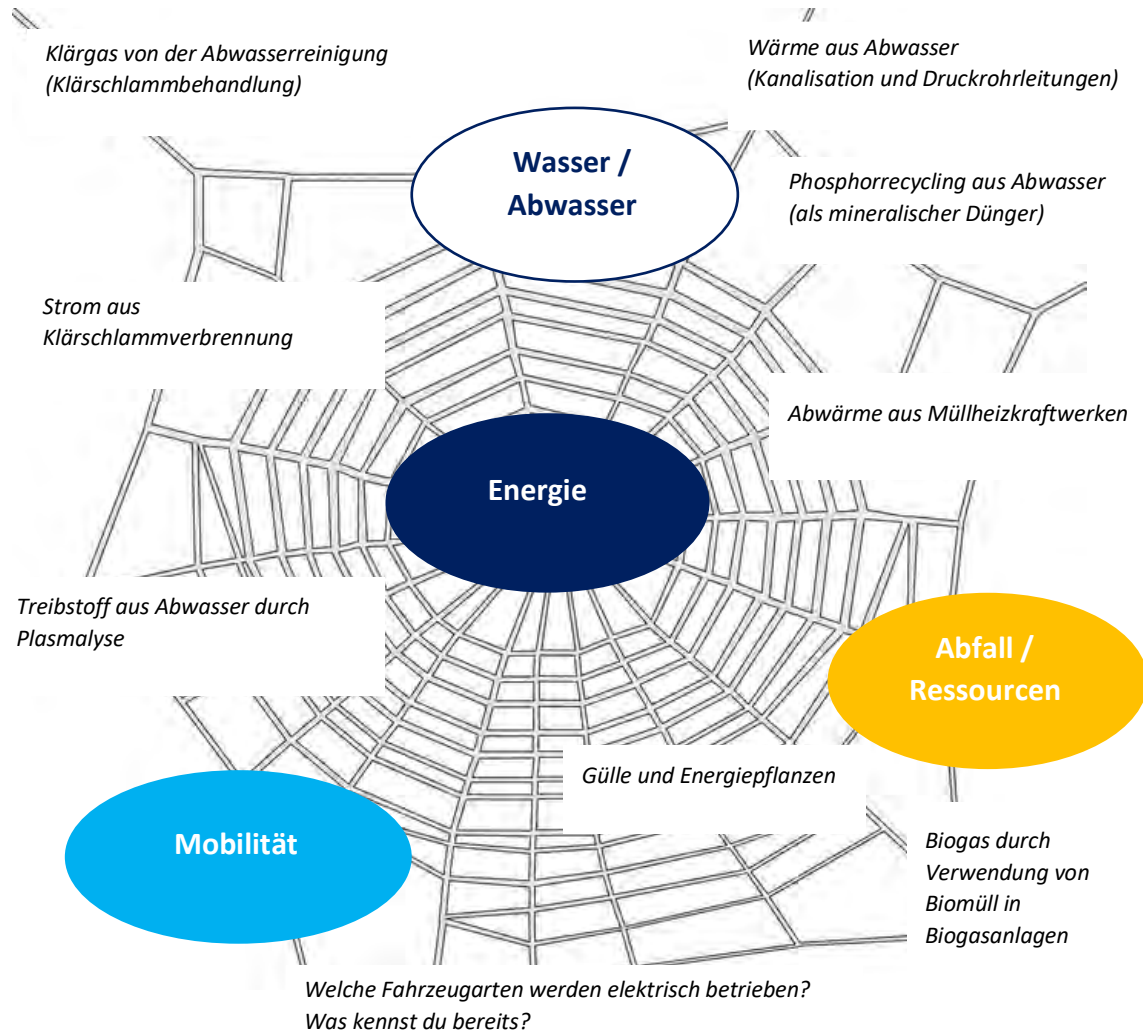 Klärgas von der Abwasserreinigung
(Klärschlammbehandlung)
Wärme aus Abwasser
(Kanalisation und Druckrohrleitungen)
Wasser /
Abwasser
Phosphorrecycling aus Abwasser
(als mineralischer Dünger)
Strom aus
Klärschlammverbrennung
Abwärme aus Müllheizkraftwerken
Energie
Treibstoff aus Abwasser durch
Plasmalyse
Abfall /
Ressourcen
Gülle und Energiepflanzen
Mobilität
Biogas durch
Verwendung von
Biomüll in
Biogasanlagen
Welche Fahrzeugarten werden elektrisch betrieben?
Was kennst du bereits?